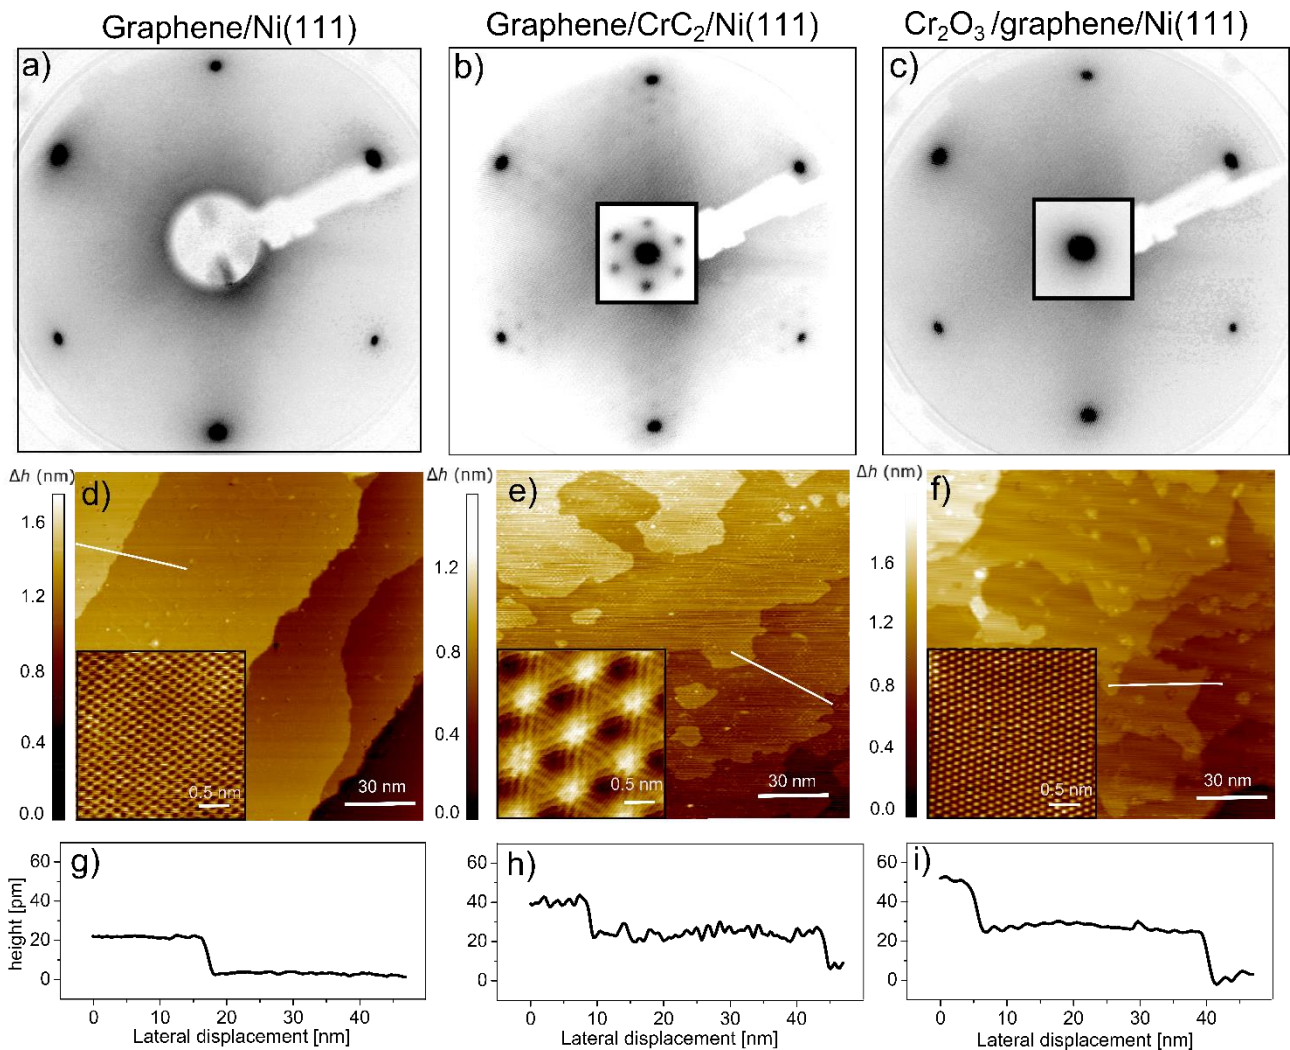 Graphene/Ni(111)
Graphene/CrC₂/Ni(111)
Cr₂O₃/graphene/Ni(111)
a)
b)
c)
Δh (nm)
d)
1.6
1.2
0.8
0.4
0.0
0.5 nm
30 nm
Δh (nm)
e)
1.2
0.8
0.4
0.0
0.5 nm
30 nm
Δh (nm)
f)
1.6
1.2
0.8
0.4
0.0
0.5 nm
30 nm
g)
height [pm]
60
40
20
0
0 10 20 30 40
Lateral displacement [nm]
h)
60
40
20
0
0 10 20 30 40
Lateral displacement [nm]
i)
60
40
20
0
0 10 20 30 40
Lateral displacement [nm]